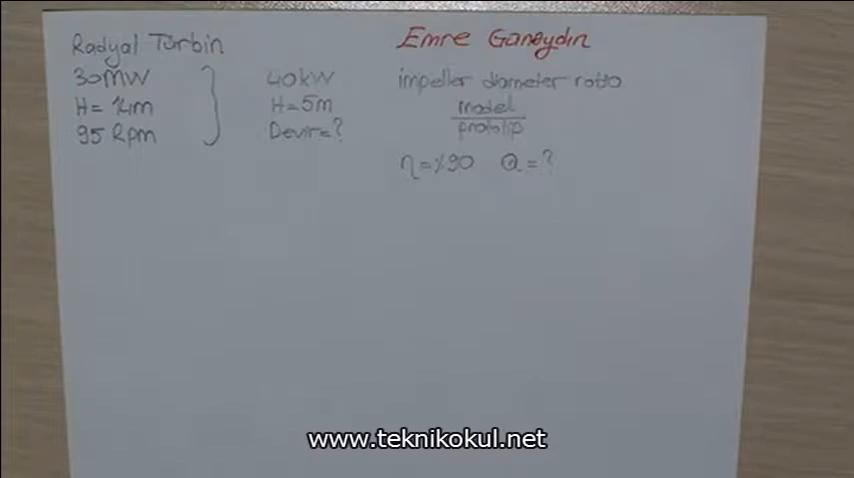 Radyal Türbin
30MW
H= 14m
95 Rpm
40kW
H=5m
Devir=?
Emre Günaydın
impeller diameter ratio
model
prototip
η=%90 Q=?
www.teknikokul.net